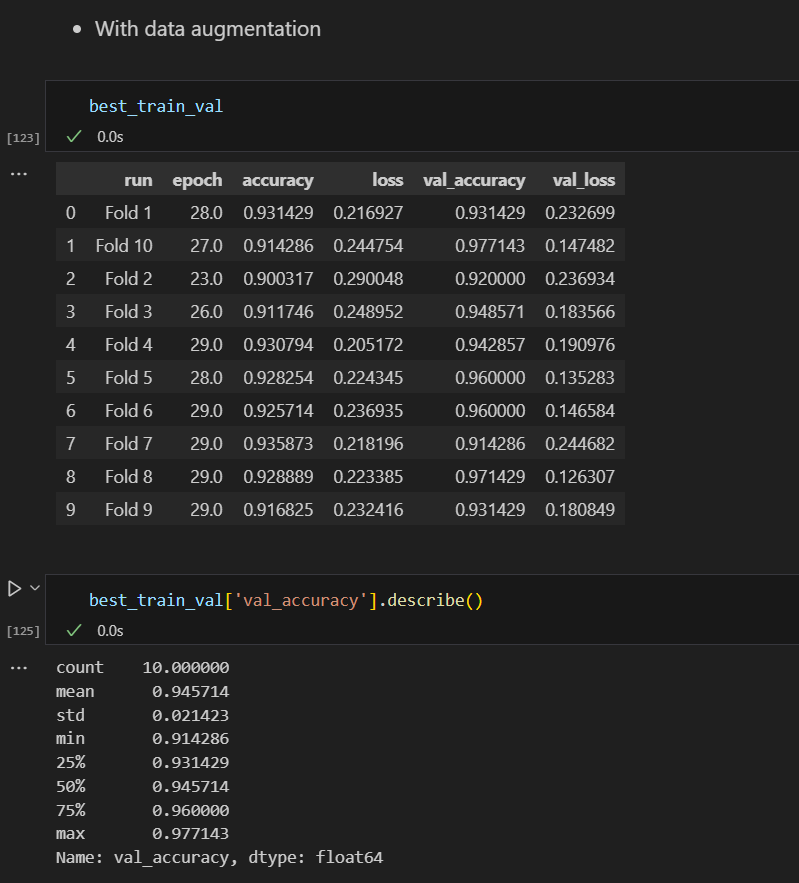 • With data augmentation
best_train_val
[123] ✓ 0.0s
... run epoch accuracy loss val_accuracy val_loss
0 Fold 1 28.0 0.931429 0.216927 0.931429 0.232699
1 Fold 10 27.0 0.914286 0.244754 0.977143 0.147482
2 Fold 2 23.0 0.900317 0.290048 0.920000 0.236934
3 Fold 3 26.0 0.911746 0.248952 0.948571 0.183566
4 Fold 4 29.0 0.930794 0.205172 0.942857 0.190976
5 Fold 5 28.0 0.928254 0.224345 0.960000 0.135283
6 Fold 6 29.0 0.925714 0.236935 0.960000 0.146584
7 Fold 7 29.0 0.935873 0.218196 0.914286 0.244682
8 Fold 8 29.0 0.928889 0.223385 0.971429 0.126307
9 Fold 9 29.0 0.916825 0.232416 0.931429 0.180849
best_train_val['val_accuracy'].describe()
[125] ✓ 0.0s
... count 10.000000
mean 0.945714
std 0.021423
min 0.914286
25% 0.931429
50% 0.945714
75% 0.960000
max 0.977143
Name: val_accuracy, dtype: float64